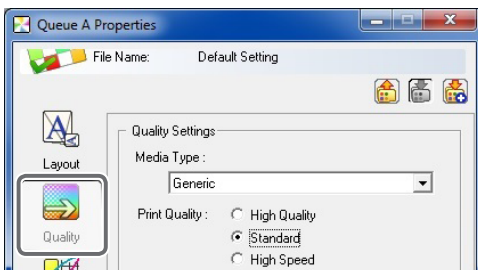 Queue A Properties
File Name: Default Setting
Layout
Quality Settings
Media Type :
Generic
Quality
Print Quality : High Quality
Standard
High Speed